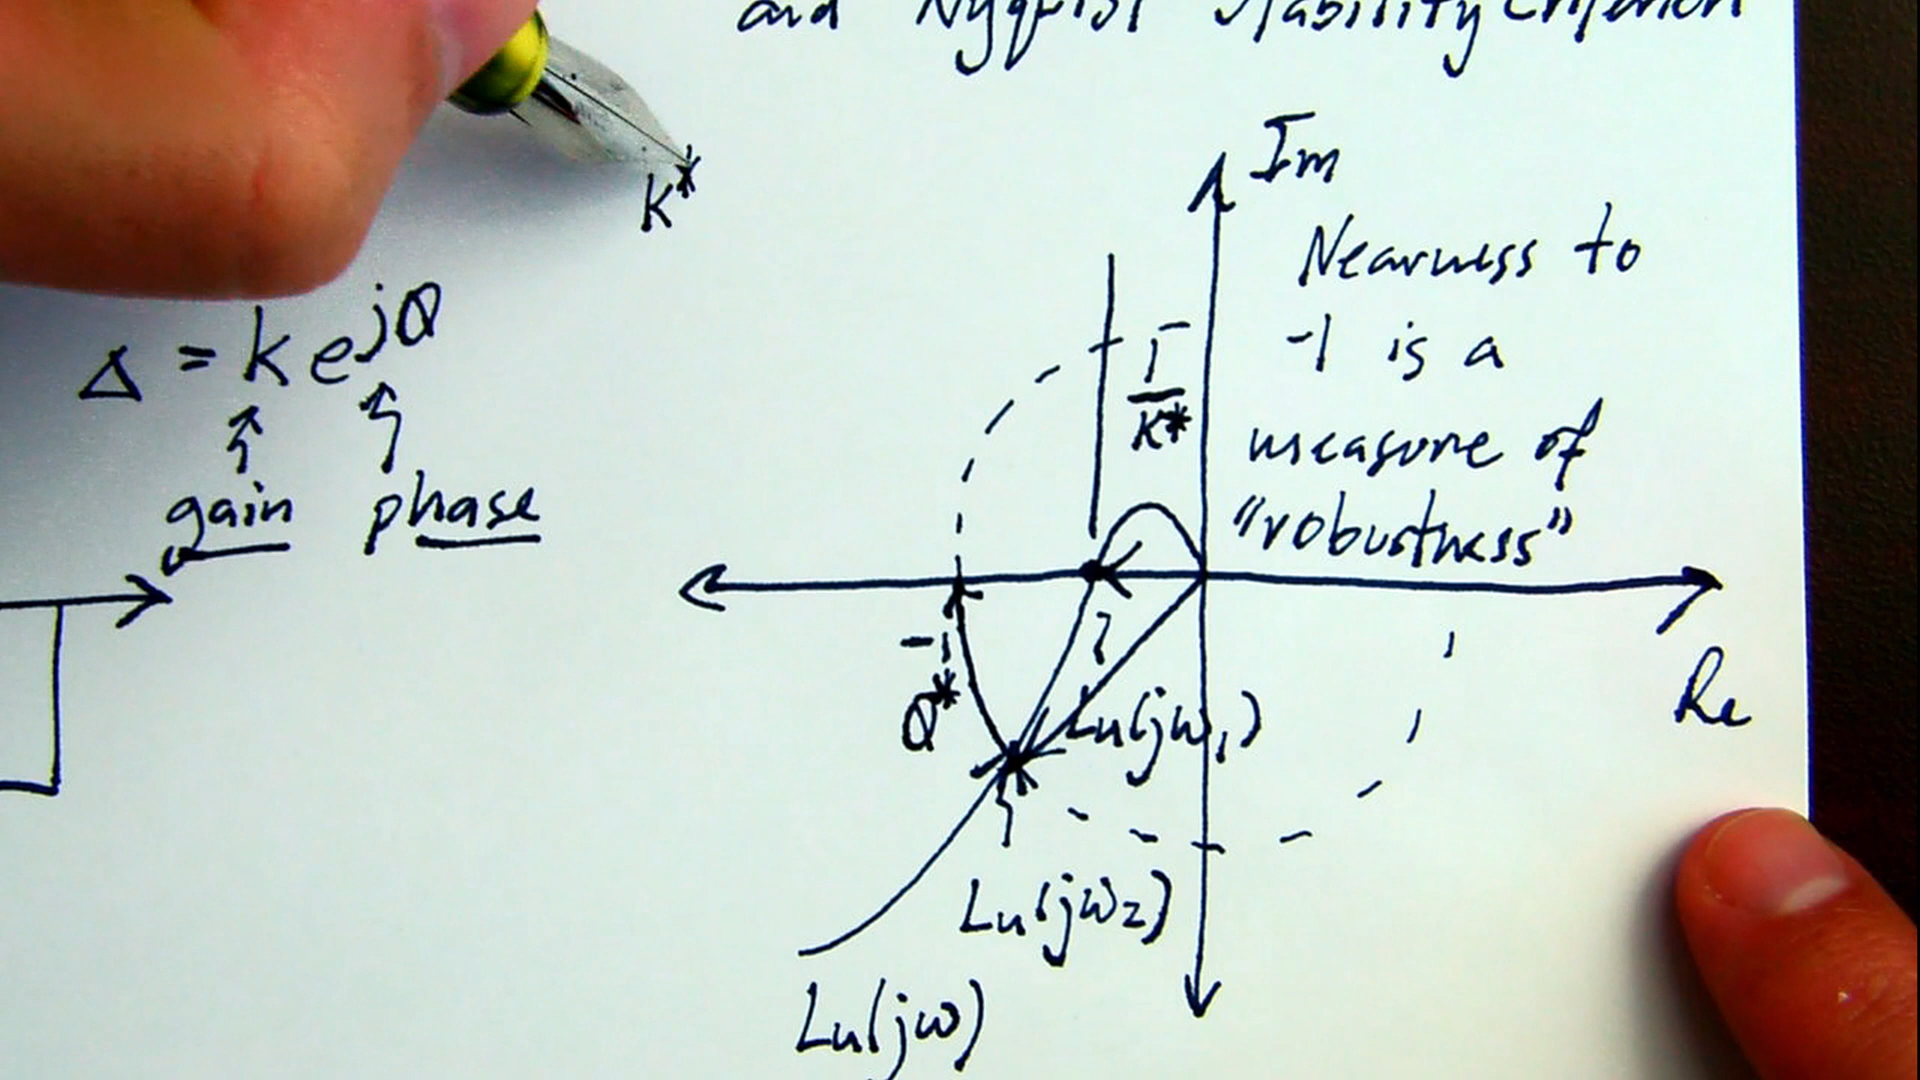 and Nyquist Stability Criterion
Im
k*
Nearness to
-1 is a
measure of
"robustness"
Δ = k e^jθ
gain phase
1
K*
-1
θ*
Re
Lu(jω1)
Lu(jω2)
Lu(jω)